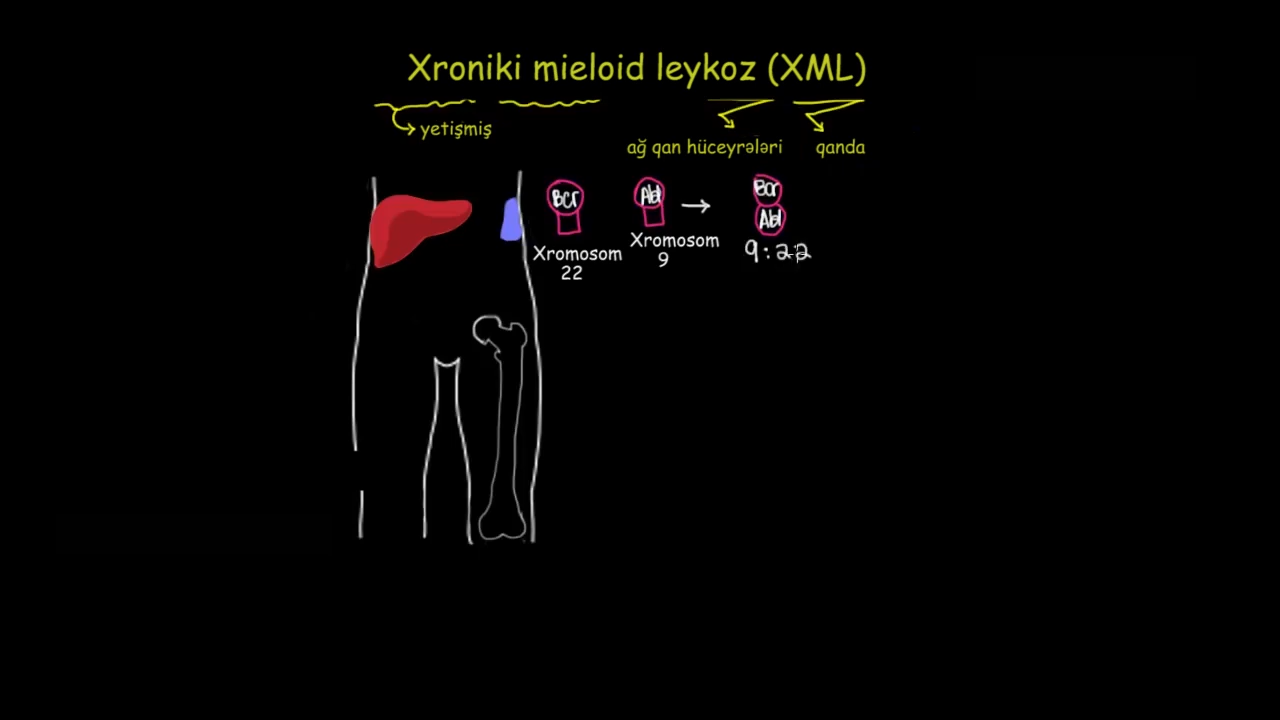 Xroniki mieloid leykoz (XML)
yetişmiş
ağ qan hüceyrələri
qanda
Bcr
Abl
Bcr
Abl
Xromosom
22
Xromosom
9
9:22